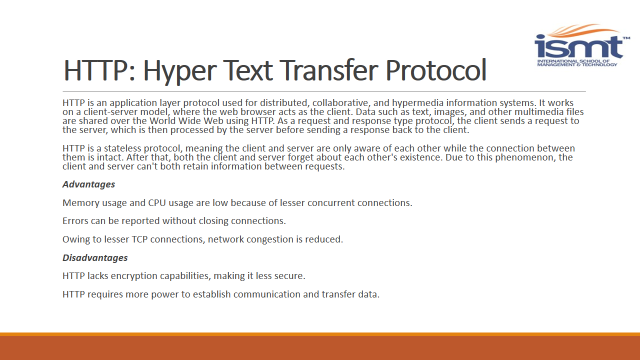 ismt™
INTERNATIONAL SCHOOL OF
MANAGEMENT & TECHNOLOGY
HTTP: Hyper Text Transfer Protocol
HTTP is an application layer protocol used for distributed, collaborative, and hypermedia information systems. It works
on a client-server model, where the web browser acts as the client. Data such as text, images, and other multimedia files
are shared over the World Wide Web using HTTP. As a request and response type protocol, the client sends a request to
the server, which is then processed by the server before sending a response back to the client.
HTTP is a stateless protocol, meaning the client and server are only aware of each other while the connection between
them is intact. After that, both the client and server forget about each other's existence. Due to this phenomenon, the
client and server can't both retain information between requests.
Advantages
Memory usage and CPU usage are low because of lesser concurrent connections.
Errors can be reported without closing connections.
Owing to lesser TCP connections, network congestion is reduced.
Disadvantages
HTTP lacks encryption capabilities, making it less secure.
HTTP requires more power to establish communication and transfer data.